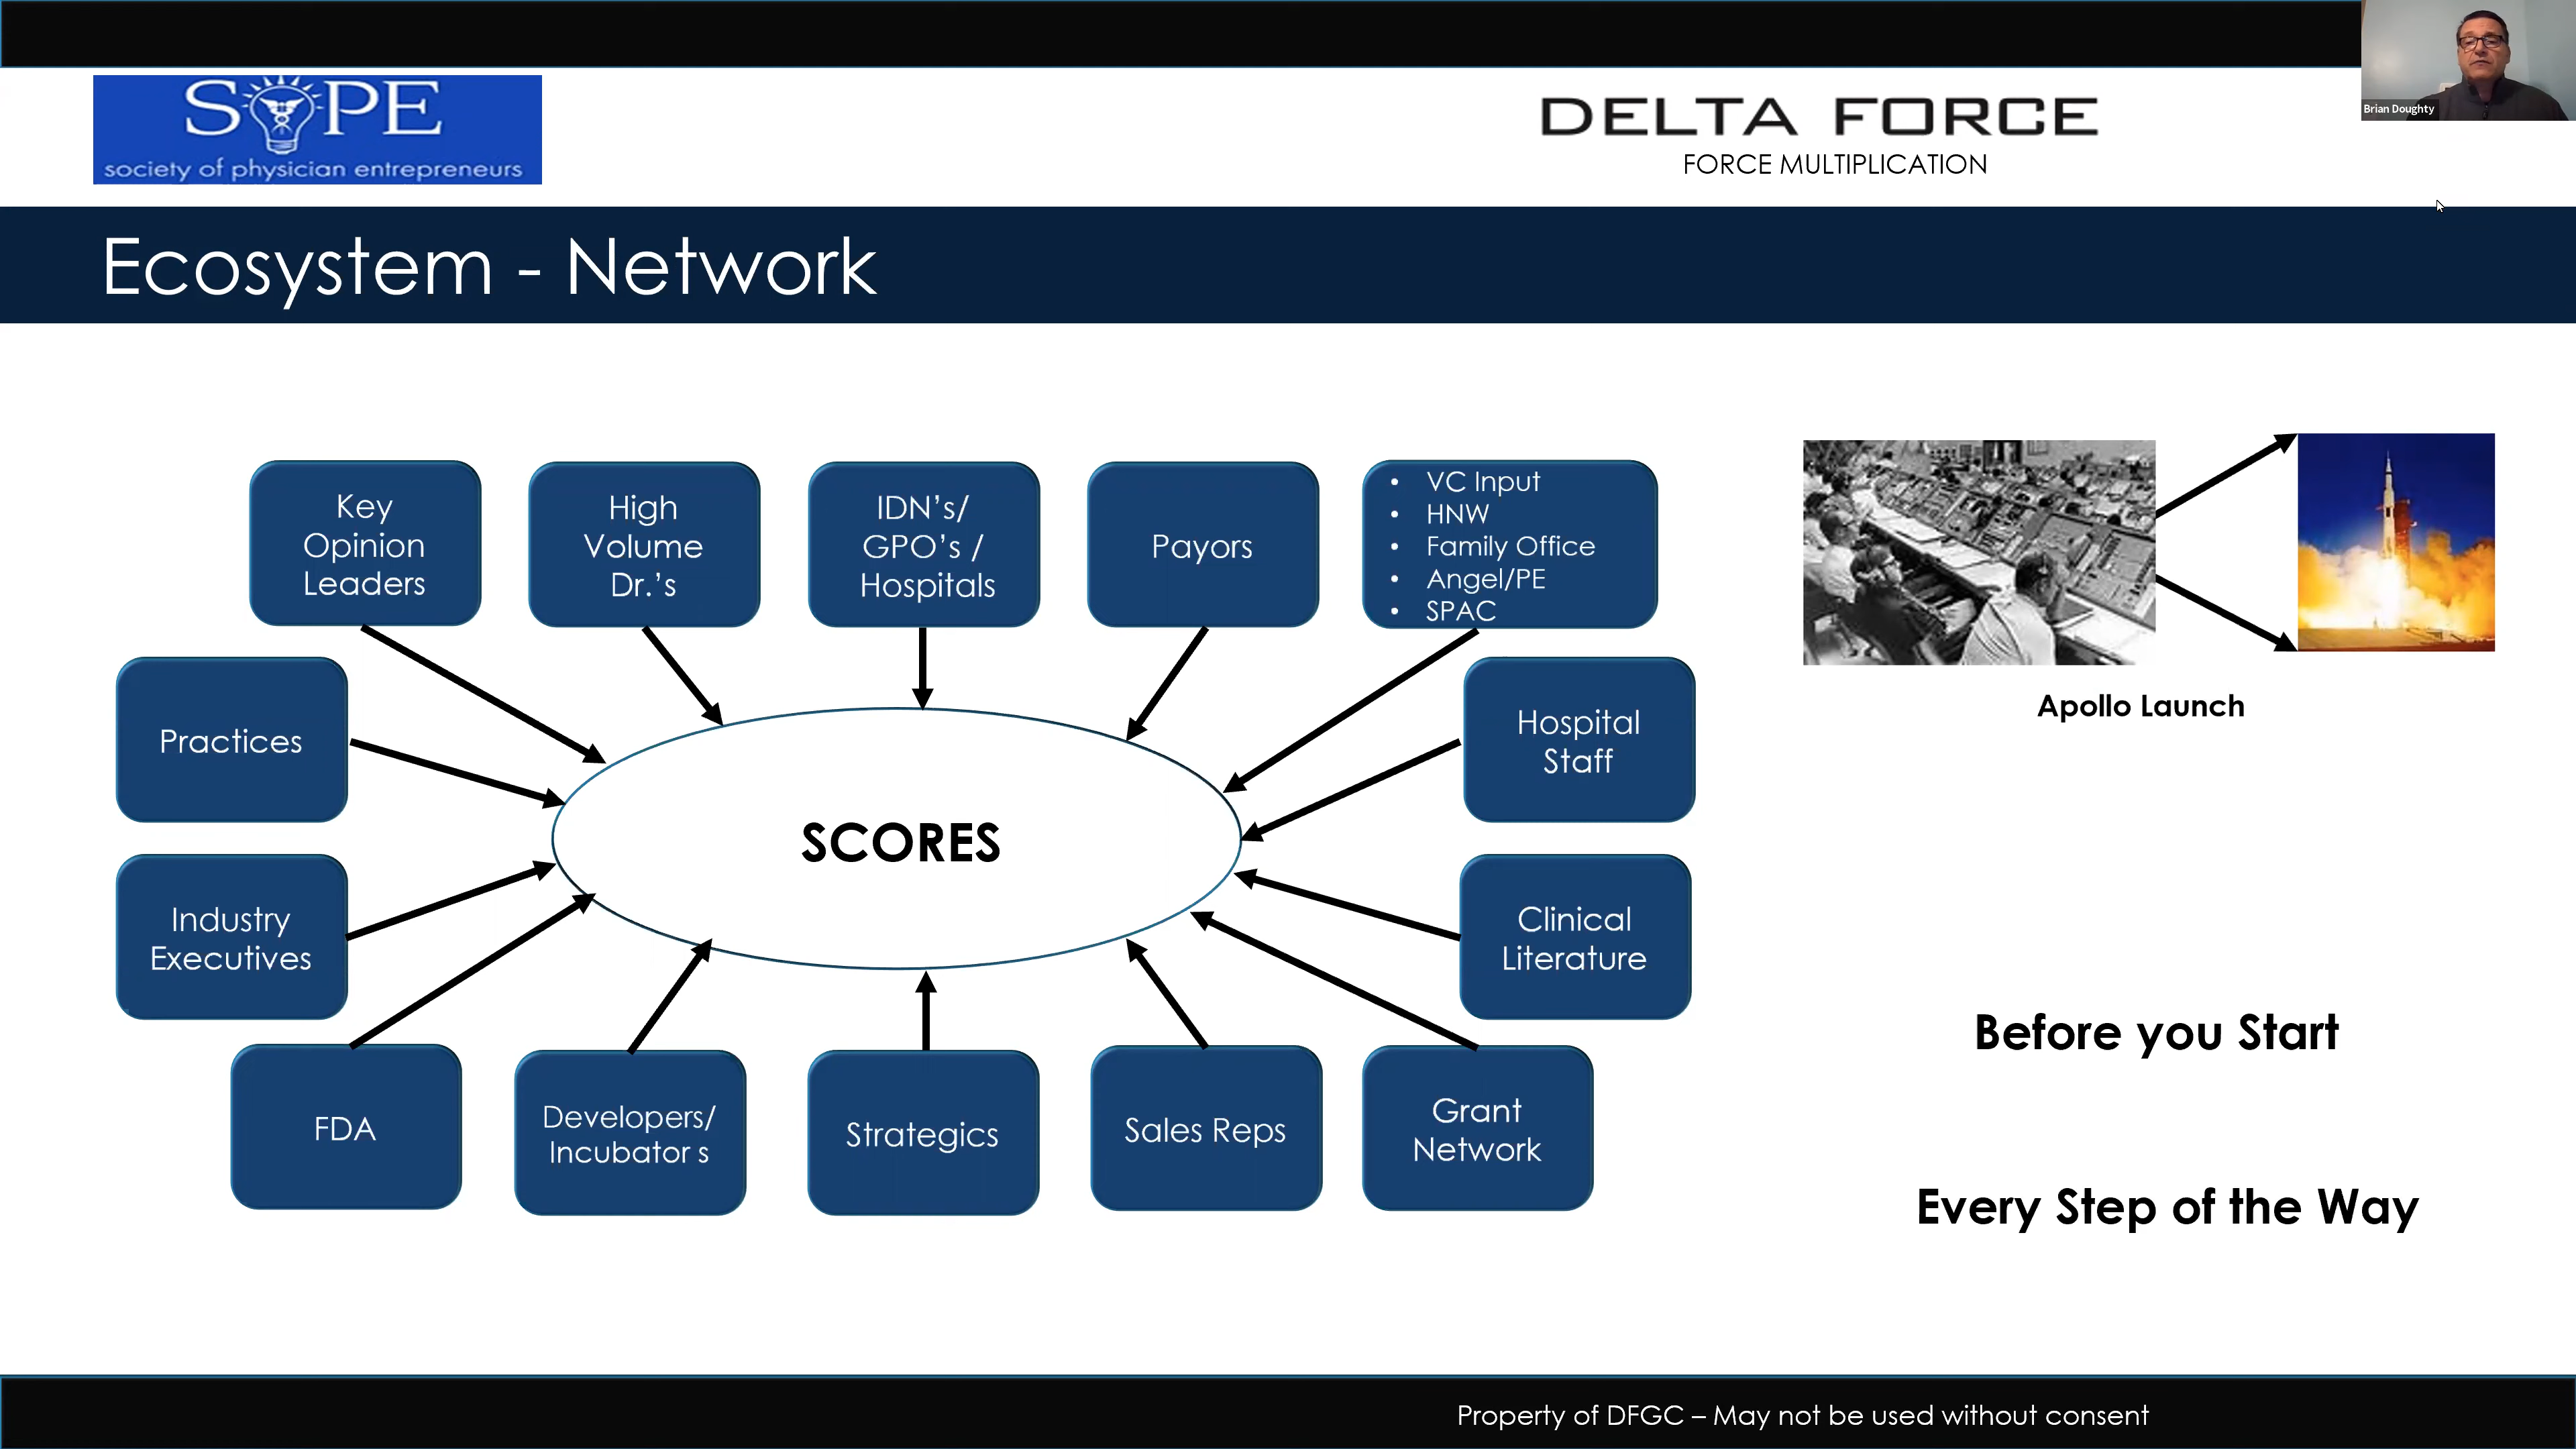 Brian Doughty
SOPE
society of physician entrepreneurs
DELTA FORCE
FORCE MULTIPLICATION
Ecosystem - Network
Key
Opinion
Leaders
High
Volume
Dr.'s
IDN's/
GPO's /
Hospitals
Payors
• VC Input
• HNW
• Family Office
• Angel/PE
• SPAC
Practices
Hospital
Staff
Industry
Executives
SCORES
Clinical
Literature
FDA
Developers/
Incubator s
Strategics
Sales Reps
Grant
Network
Apollo Launch
Before you Start
Every Step of the Way
Property of DFGC – May not be used without consent